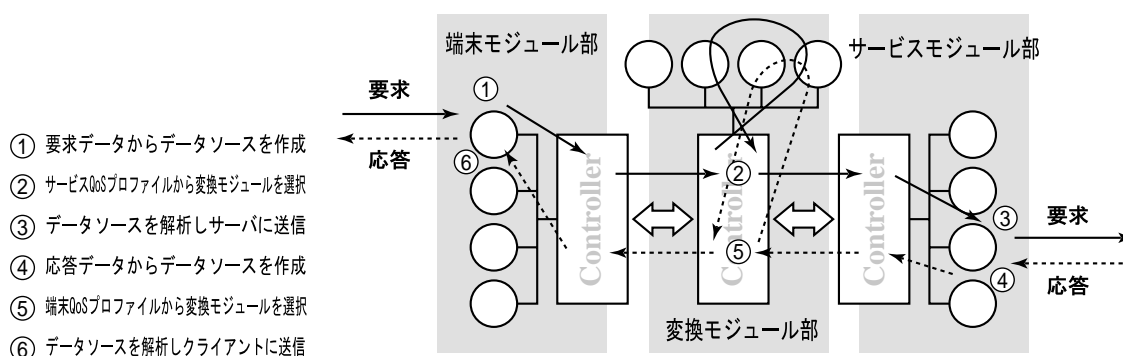 ① 要求データからデータソースを作成
② サービスQoSプロファイルから変換モジュールを選択
③ データソースを解析しサーバに送信
④ 応答データからデータソースを作成
⑤ 端末QoSプロファイルから変換モジュールを選択
⑥ データソースを解析しクライアントに送信
要求
応答
端末モジュール部
①
⑥
Controller
Controller
②
⑤
変換モジュール部
サービスモジュール部
Controller
③
④
要求
応答